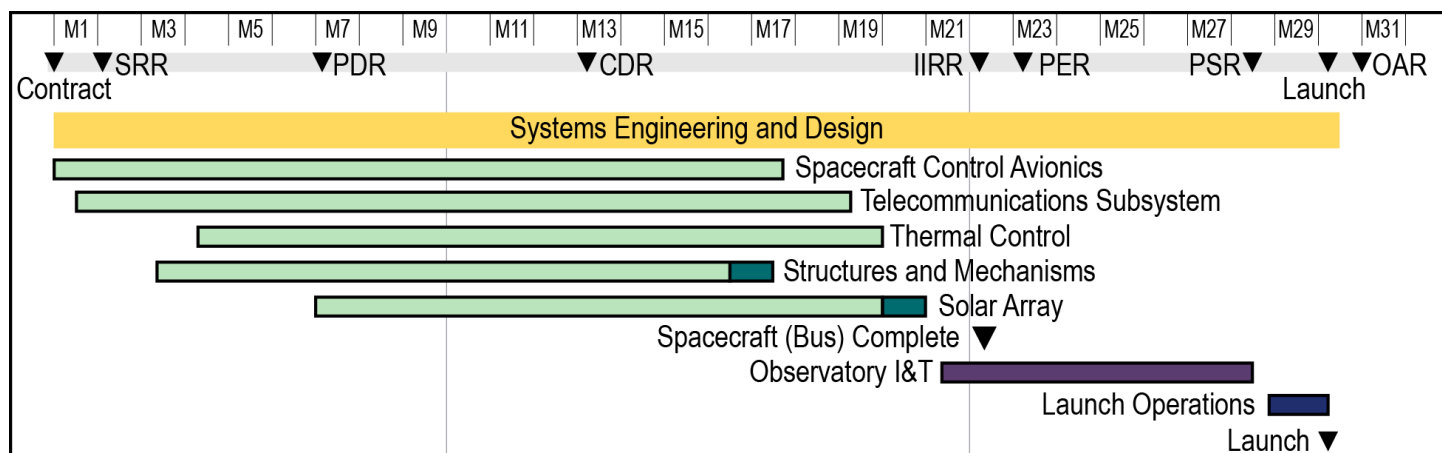 M1 M3 M5 M7 M9 M11 M13 M15 M17 M19 M21 M23 M25 M27 M29 M31
SRR PDR CDR IIRR PER PSR OAR
Contract Launch
Systems Engineering and Design
Spacecraft Control Avionics
Telecommunications Subsystem
Thermal Control
Structures and Mechanisms
Solar Array
Spacecraft (Bus) Complete
Observatory I&T
Launch Operations
Launch